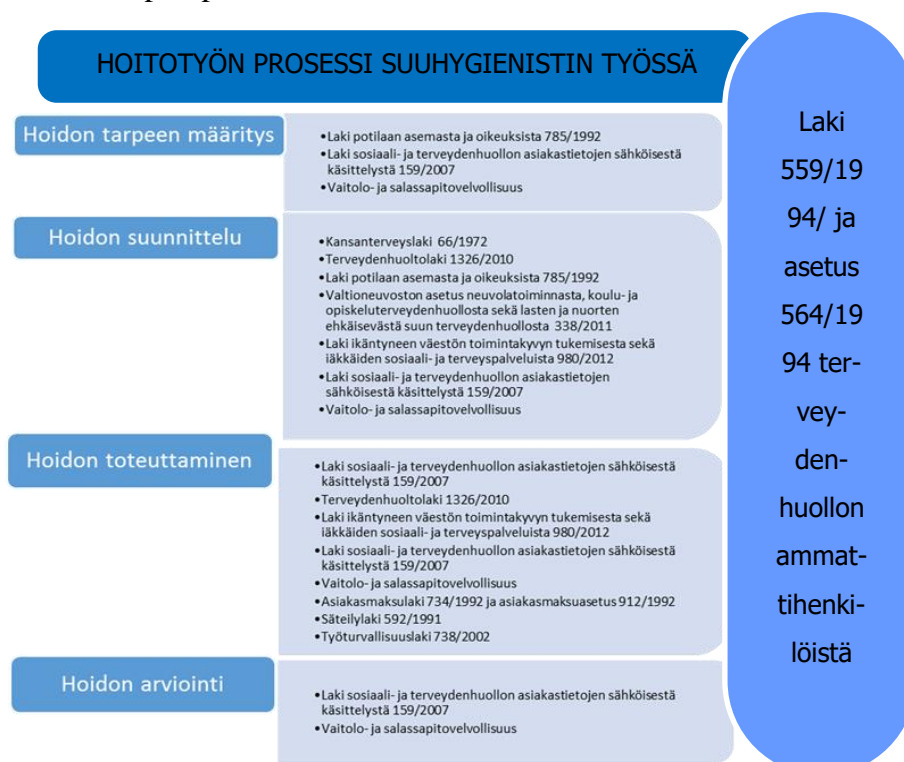 HOITOTYÖN PROSESSI SUUHYGIENISTIN TYÖSSÄ
Hoidon tarpeen määritys
•Laki potilaan asemasta ja oikeuksista 785/1992
•Laki sosiaali- ja terveydenhuollon asiakastietojen sähköisestä
käsittelystä 159/2007
•Vaitolo- ja salassapitovelvollisuus
Hoidon suunnittelu
•Kansanterveyslaki 66/1972
•Terveydenhuoltolaki 1326/2010
•Laki potilaan asemasta ja oikeuksista 785/1992
•Valtioneuvoston asetus neuvolatoiminnasta, koulu- ja
opiskeluterveydenhuollosta sekä lasten ja nuorten
ehkäisevästä suun terveydenhuollosta 338/2011
•Laki ikäntyneen väestön toimintakyvyn tukemisesta sekä
iäkkäiden sosiaali- ja terveyspalveluista 980/2012
•Laki sosiaali- ja terveydenhuollon asiakastietojen
sähköisestä käsittelystä 159/2007
•Vaitolo- ja salassapitovelvollisuus
Hoidon toteuttaminen
•Laki sosiaali- ja terveydenhuollon asiakastietojen sähköisestä
käsittelystä 159/2007
•Terveydenhuoltolaki 1326/2010
•Laki ikäntyneen väestön toimintakyvyn tukemisesta sekä
iäkkäiden sosiaali- ja terveyspalveluista 980/2012
•Laki sosiaali- ja terveydenhuollon asiakastietojen sähköisestä
käsittelystä 159/2007
•Vaitolo- ja salassapitovelvollisuus
•Asiakasmaksulaki 734/1992 ja asiakasmaksuasetus 912/1992
•Säteilylaki 592/1991
•Työturvallisuuslaki 738/2002
Hoidon arviointi
•Laki sosiaali- ja terveydenhuollon asiakastietojen sähköisestä
käsittelystä 159/2007
•Vaitolo- ja salassapitovelvollisuus
Laki
559/19
94/ ja
asetus
564/19
94 ter-
vey-
den-
huollon
ammat-
tihenki-
löistä